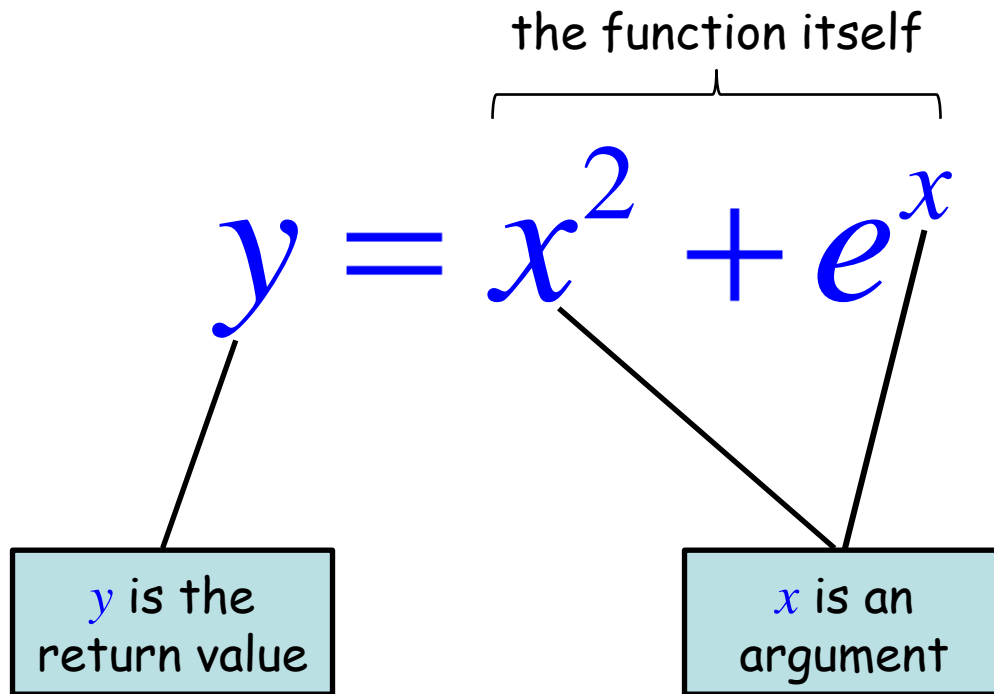 the function itself
y = x² + eˣ
y is the
return value
x is an
argument